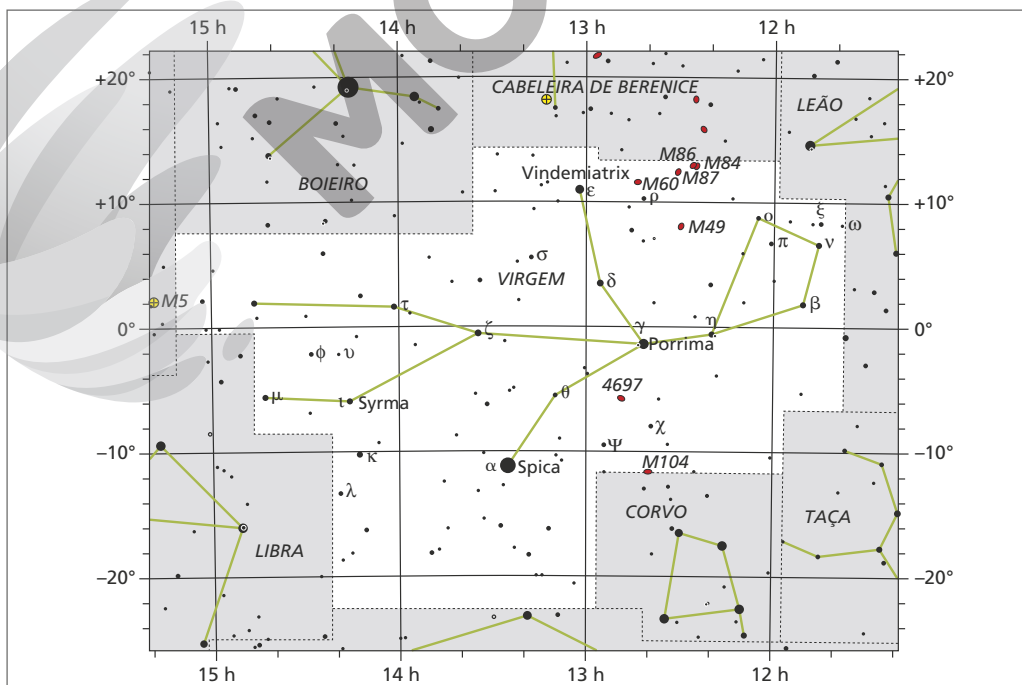 15 h 14 h 13 h 12 h
MO
+20° +20°
CABELEIRA DE BERENICE
LEÃO
M86 M84
M87
Vindemiatrix
M60
BOIEIRO
ε ρ
+10° +10°
ο ξ
M49 ω
π ν
σ
VIRGEM
δ
M5 τ β
0° ζ γ η 0°
Porrima
ϕ υ
4697
μ ι Syrma θ
χ
Ψ
−10° κ −10°
α Spica M104
λ
CORVO TAÇA
LIBRA
−20° −20°
15 h 14 h 13 h 12 h